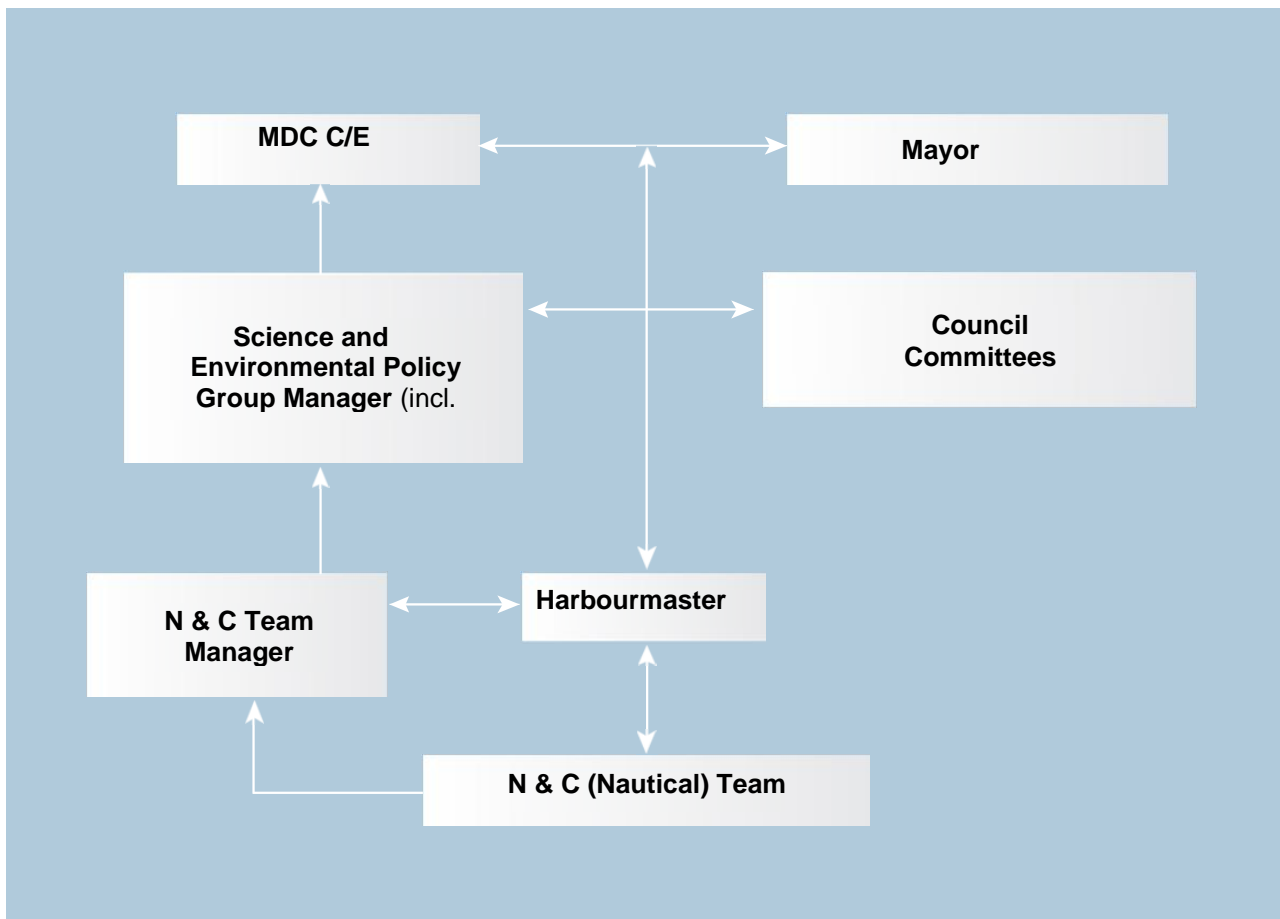 MDC C/E
Mayor
Science and
Environmental Policy
Group Manager (incl.
Council
Committees
N & C Team
Manager
Harbourmaster
N & C (Nautical) Team